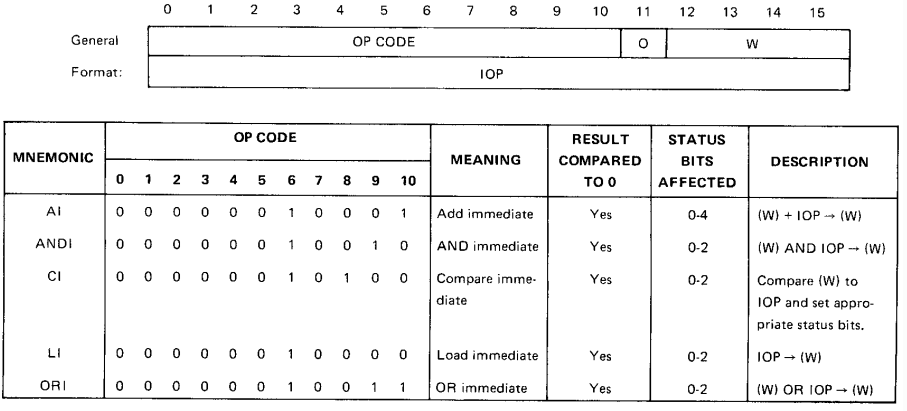 0 1 2 3 4 5 6 7 8 9 10 11 12 13 14 15
General OP CODE O W
Format: IOP
MNEMONIC OP CODE MEANING RESULT COMPARED TO 0 STATUS BITS AFFECTED DESCRIPTION
0 1 2 3 4 5 6 7 8 9 10
AI 0 0 0 0 0 0 1 0 0 0 1 Add immediate Yes 0-4 (W) + IOP → (W)
ANDI 0 0 0 0 0 0 1 0 0 1 0 AND immediate Yes 0-2 (W) AND IOP → (W)
CI 0 0 0 0 0 0 1 0 1 0 0 Compare imme- Yes 0-2 Compare (W) to
diate IOP and set appro-
priate status bits.
LI 0 0 0 0 0 0 1 0 0 0 0 Load immediate Yes 0-2 IOP → (W)
ORI 0 0 0 0 0 0 1 0 0 1 1 OR immediate Yes 0-2 (W) OR IOP → (W)